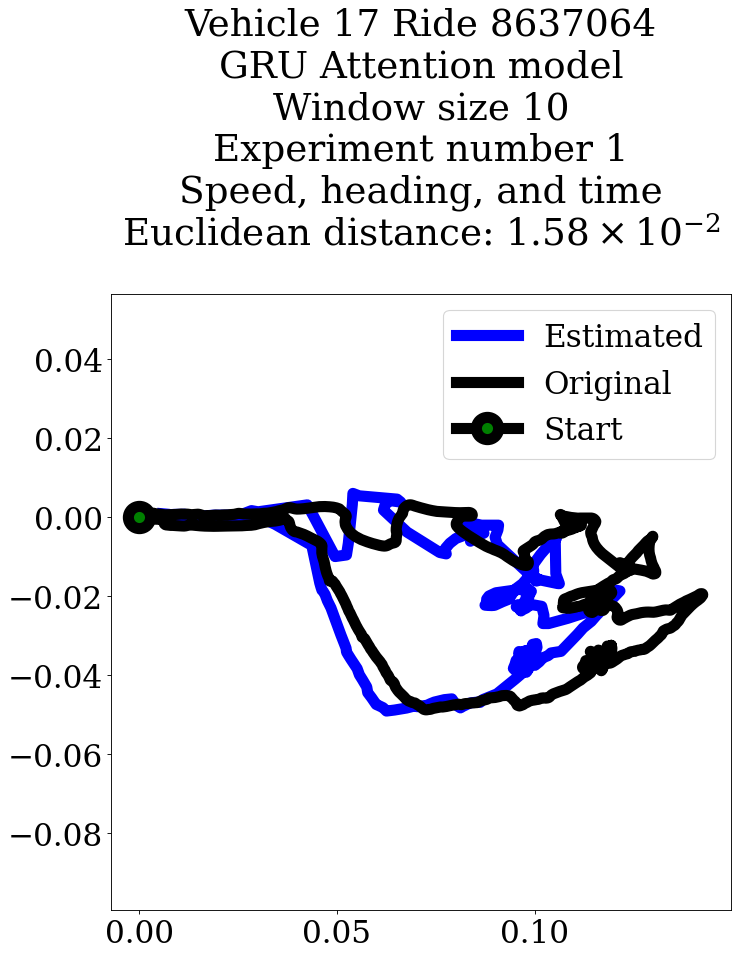 Vehicle 17 Ride 8637064
GRU Attention model
Window size 10
Experiment number 1
Speed, heading, and time
Euclidean distance: 1.58 × 10⁻²
Estimated
Original
Start
0.04
0.02
0.00
−0.02
−0.04
−0.06
−0.08
0.00 0.05 0.10